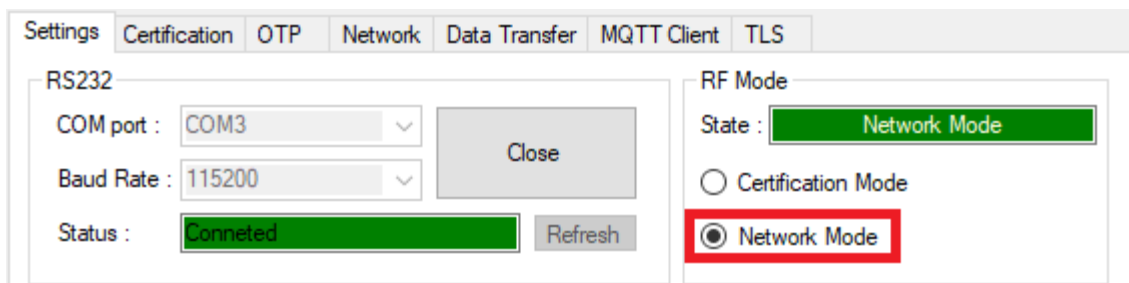 Settings Certification OTP Network Data Transfer MQTT Client TLS
RS232
COM port : COM3
Close
Baud Rate : 115200
Status : Conneted Refresh
RF Mode
State : Network Mode
Certification Mode
Network Mode